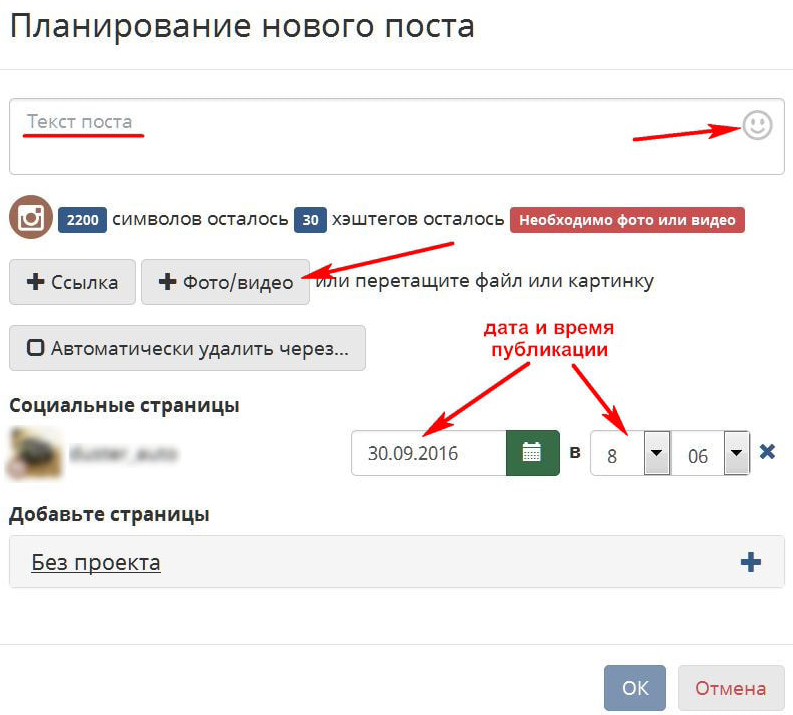 Планирование нового поста
Текст поста
2200 символов осталось 30 хэштегов осталось Необходимо фото или видео
Ссылка Фото/видео или перетащите файл или картинку
Автоматически удалить через...
дата и время
публикации
Социальные страницы
30.09.2016 в 8 06
Добавьте страницы
Без проекта
ОК Отмена